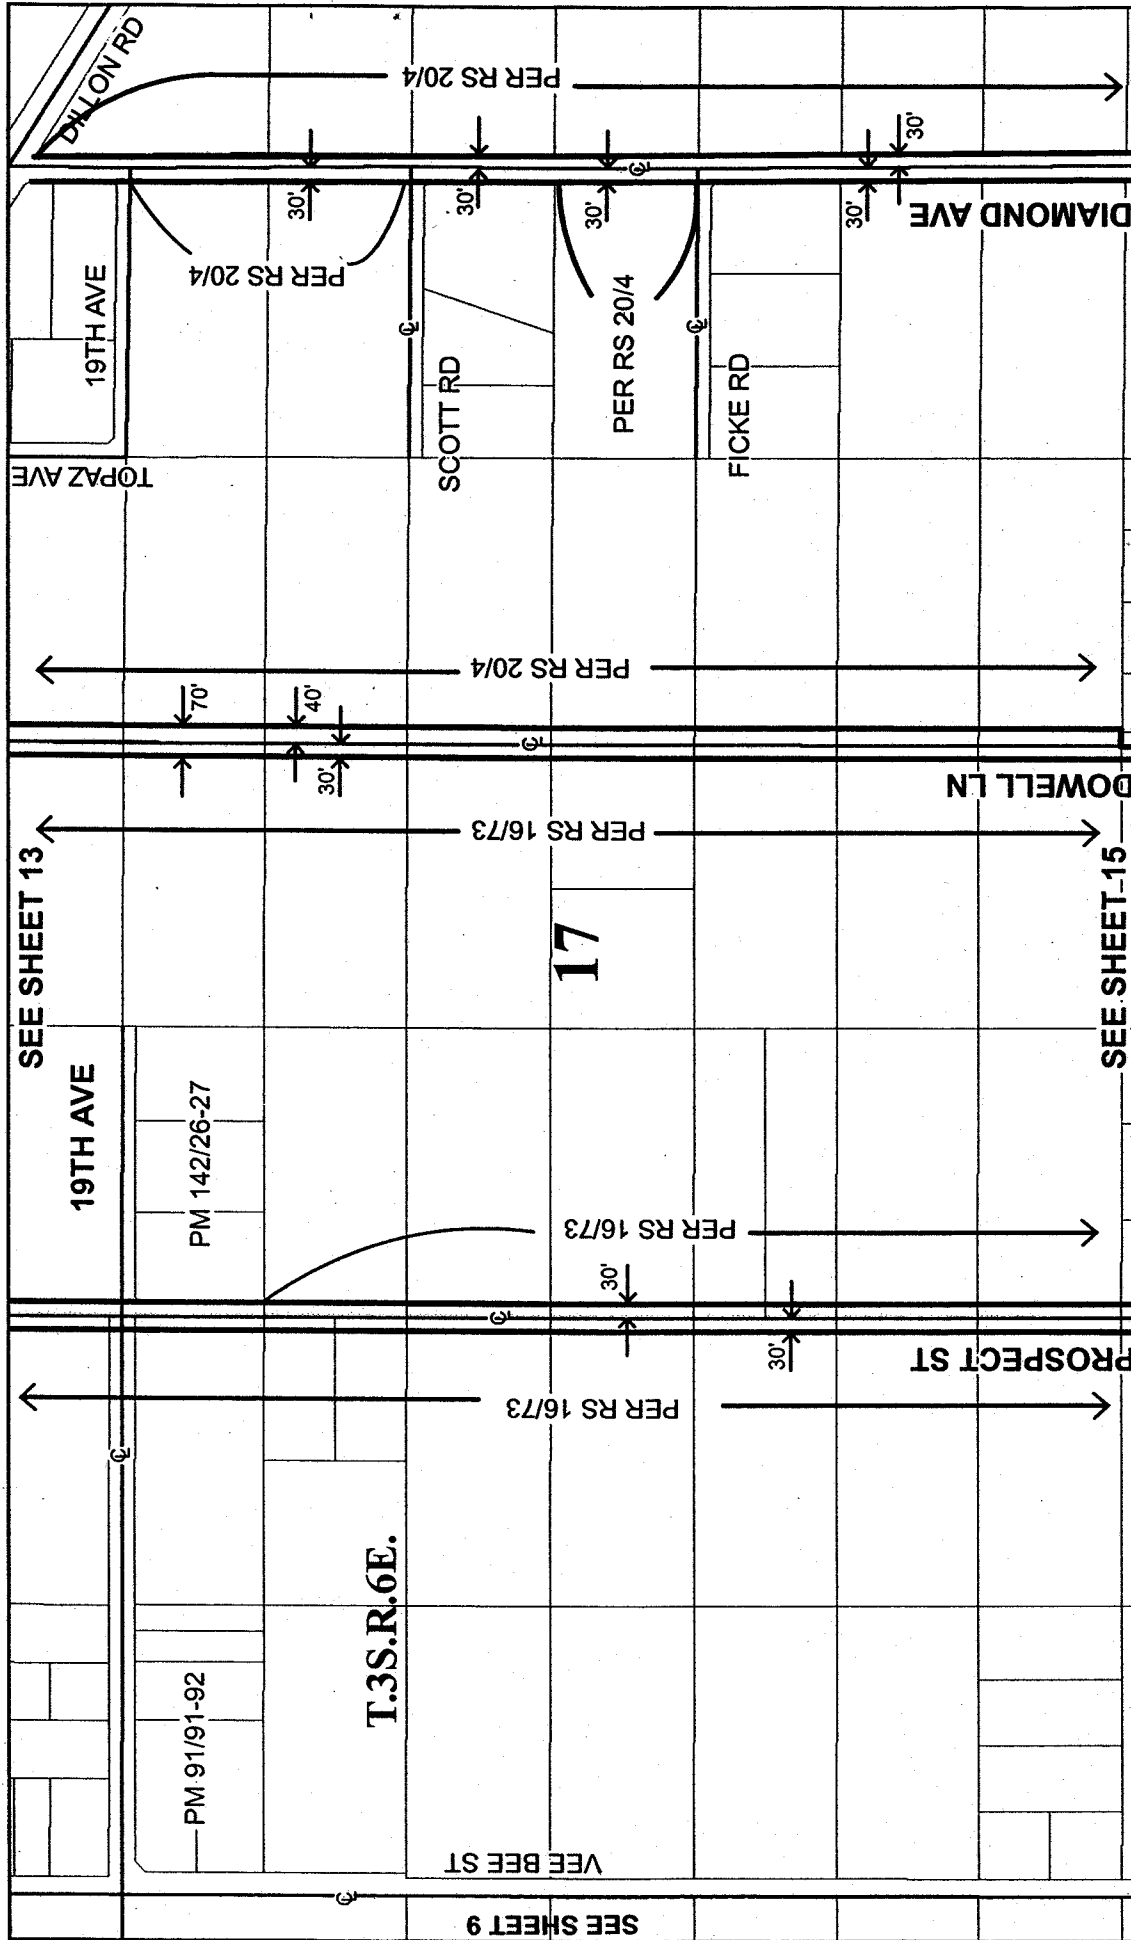 DILLON RD
PER RS 20/4
30'
30'
30'
30'
30'
30'
DIAMOND AVE
19TH AVE
PER RS 20/4
SCOTT RD
PER RS 20/4
FICKE RD
TOPAZ AVE
PER RS 20/4
70'
40'
30'
DOWELL LN
SEE SHEET 13
PER RS 16/73
SEE SHEET 15
17
19TH AVE
PM 142/26-27
PER RS 16/73
30'
30'
PROSPECT ST
PER RS 16/73
T.3S.R.6E.
PM 91/91-92
VEE BEE ST
SEE SHEET 9